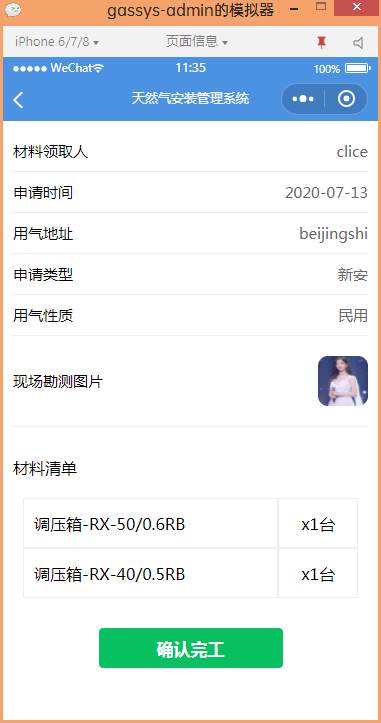 gassys-admin的模拟器
iPhone 6/7/8
页面信息
WeChat
11:35
100%
天然气安装管理系统
材料领取人 clice
申请时间 2020-07-13
用气地址 beijingshi
申请类型 新安
用气性质 民用
现场勘测图片
材料清单
调压箱-RX-50/0.6RB x1台
调压箱-RX-40/0.5RB x1台
确认完工